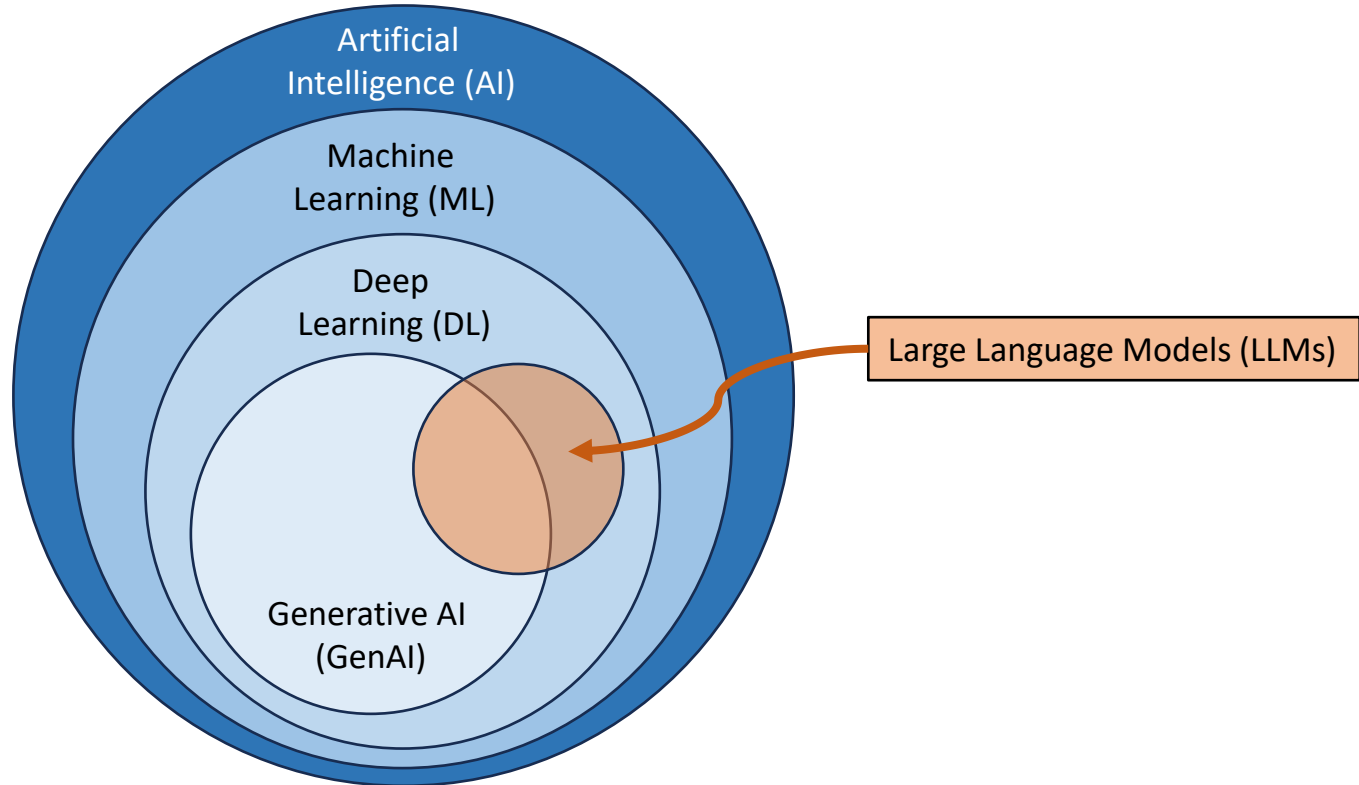 Artificial
Intelligence (AI)
Machine
Learning (ML)
Deep
Learning (DL)
Large Language Models (LLMs)
Generative AI
(GenAI)